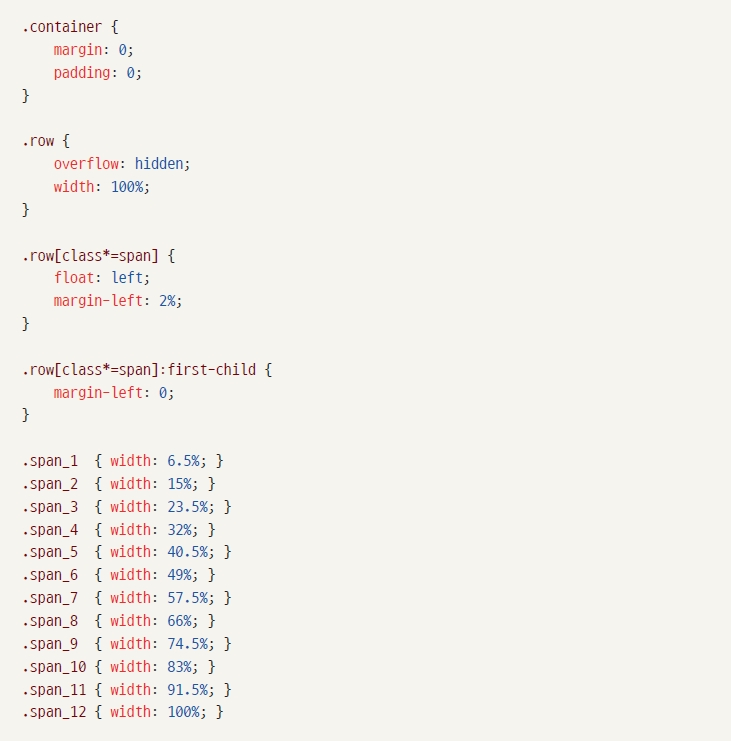 .container {
    margin: 0;
    padding: 0;
}

.row {
    overflow: hidden;
    width: 100%;
}

.row[class*=span] {
    float: left;
    margin-left: 2%;
}

.row[class*=span]:first-child {
    margin-left: 0;
}

.span_1  { width: 6.5%; }
.span_2  { width: 15%; }
.span_3  { width: 23.5%; }
.span_4  { width: 32%; }
.span_5  { width: 40.5%; }
.span_6  { width: 49%; }
.span_7  { width: 57.5%; }
.span_8  { width: 66%; }
.span_9  { width: 74.5%; }
.span_10 { width: 83%; }
.span_11 { width: 91.5%; }
.span_12 { width: 100%; }